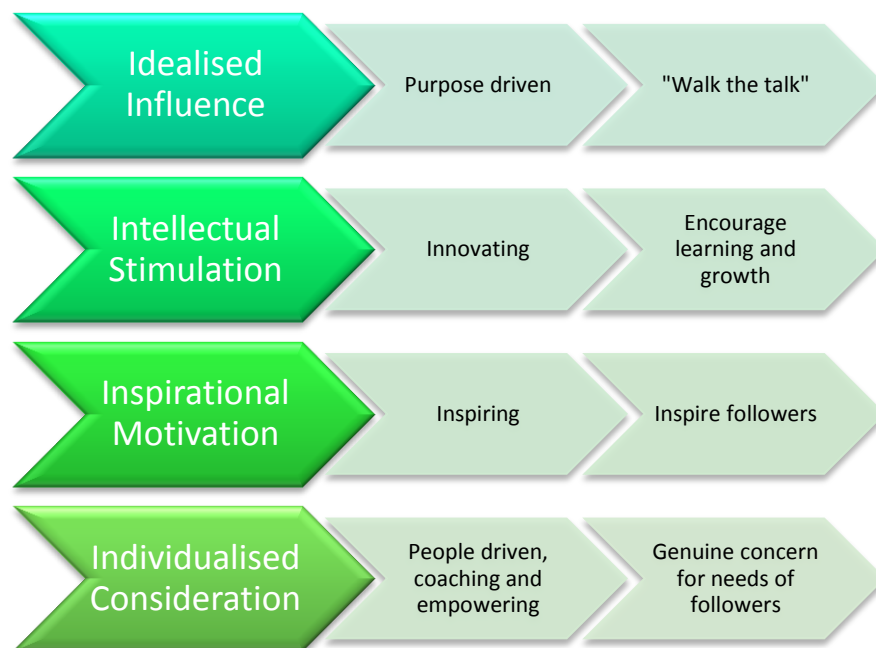 Idealised
Influence
Purpose driven
"Walk the talk"
Intellectual
Stimulation
Innovating
Encourage
learning and
growth
Inspirational
Motivation
Inspiring
Inspire followers
Individualised
Consideration
People driven,
coaching and
empowering
Genuine concern
for needs of
followers